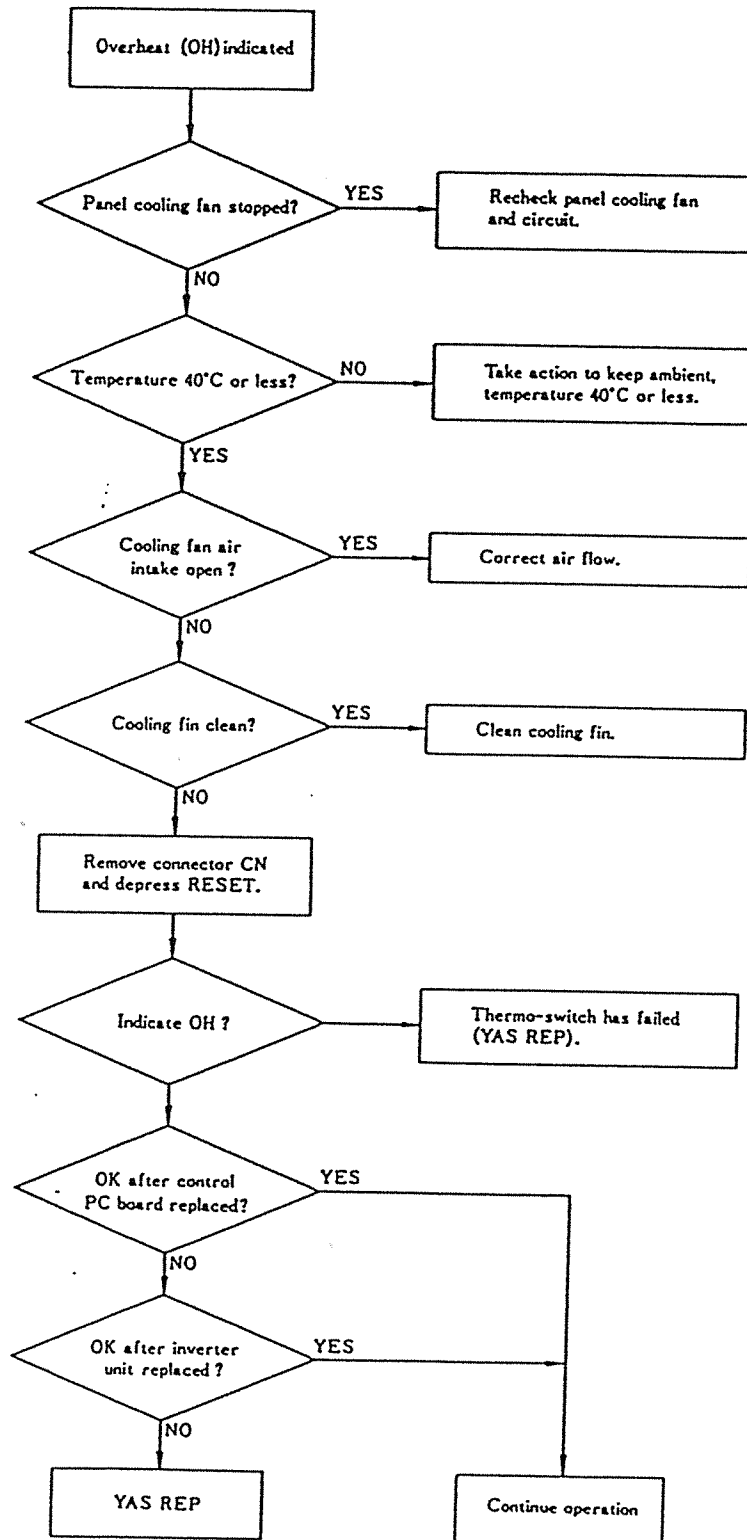 Overheat (OH) indicated
Panel cooling fan stopped?
YES
Recheck panel cooling fan
and circuit.
NO
Temperature 40°C or less?
NO
Take action to keep ambient,
temperature 40°C or less.
YES
Cooling fan air
intake open ?
YES
Correct air flow.
NO
Cooling fin clean?
YES
Clean cooling fin.
NO
Remove connector CN
and depress RESET.
Indicate OH ?
Thermo-switch has failed
(YAS REP).
OK after control
PC board replaced?
YES
NO
OK after inverter
unit replaced ?
YES
NO
YAS REP
Continue operation